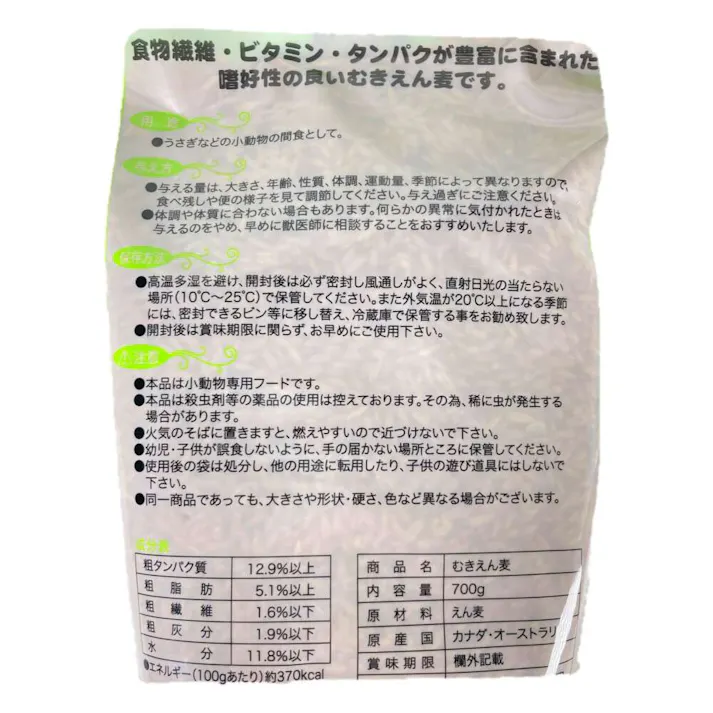 食物繊維・ビタミン・タンパクが豊富に含まれた
嗜好性の良いむきえん麦です。
用途
●うさぎなどの小動物の間食として。
与え方
●与える量は、大きさ、年齢、性質、体調、運動量、季節によって異なりますので、
食べ残しや便の様子を見て調節してください。与え過ぎにご注意ください。
●体調や体質に合わない場合もあります。何らかの異常に気付かれたときは
与えるのをやめ、早めに獣医師に相談することをおすすめいたします。
保存方法
●高温多湿を避け、開封後は必ず密封し風通しがよく、直射日光の当たらない
場所(10℃〜25℃)で保管してください。また外気温が20℃以上になる季節
には、密封できるビン等に移し替え、冷蔵庫で保管する事をお勧め致します。
●開封後は賞味期限に関らず、お早めにご使用下さい。
ご注意
●本品は小動物専用フードです。
●本品は殺虫剤等の薬品の使用は控えております。その為、稀に虫が発生する
場合があります。
●火気のそばに置きますと、燃えやすいので近づけないで下さい。
●幼児・子供が誤食しないように、手の届かない場所ところに保管してください。
●使用後の袋は処分し、他の用途に転用したり、子供の遊び道具にはしないで
下さい。
●同一商品であっても、大きさや形状・硬さ、色など異なる場合がございます。
成分表
粗タンパク質 12.9%以上
粗脂肪 5.1%以上
粗繊維 1.6%以下
粗灰分 1.9%以下
水分 11.8%以下
●エネルギー(100gあたり)約370kcal
商品名 むきえん麦
内容量 700g
原材料 えん麦
原産国 カナダ・オーストラリ
賞味期限 欄外記載